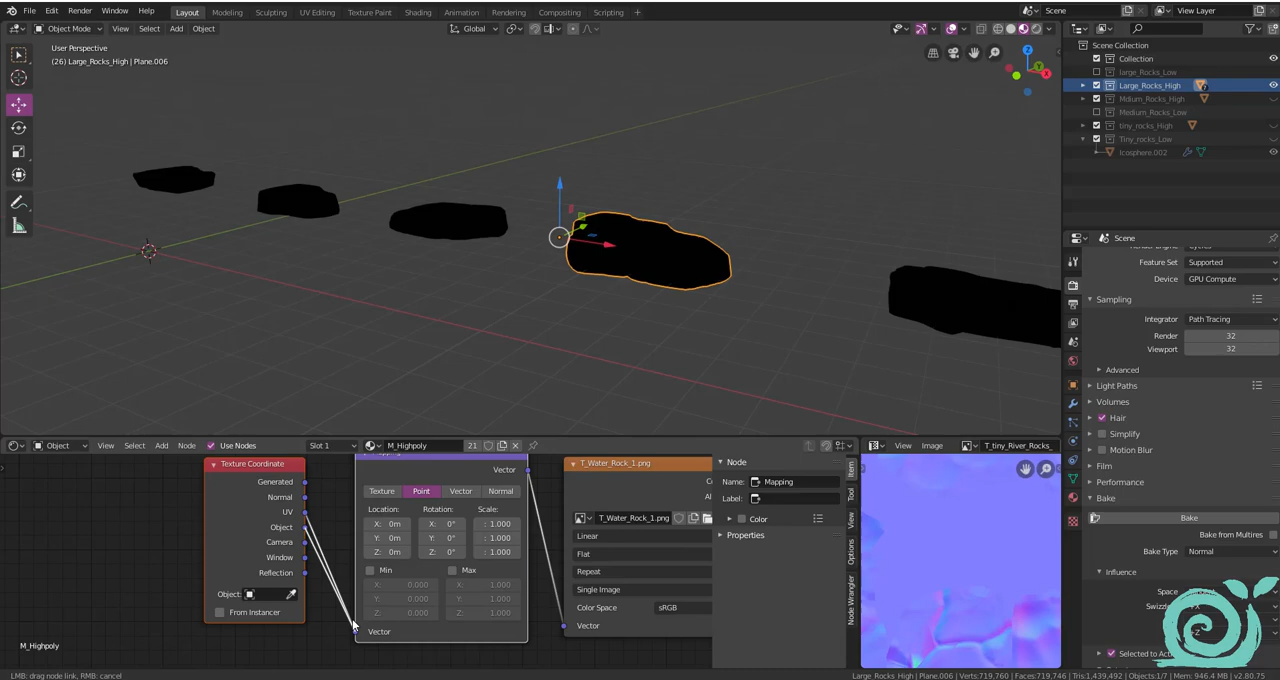 File Edit Render Window Help Layout Modeling Sculpting UV Editing Texture Paint Shading Animation Rendering Compositing Scripting + Scene View Layer
Object Mode View Select Add Object Global
User Perspective
(26) Large_Rocks_High | Plane.006
Z
Y
X
Scene Collection
Collection
large_Rocks_Low
Large_Rocks_High
Mdium_Rocks_High
Medium_Rocks_Low
tiny_rocks_High
Tiny_rocks_Low
Icosphere.002
Scene
Cycles
Feature Set Supported
Device GPU Compute
Sampling
Integrator Path Tracing
Render 32
Viewport 32
Advanced
Light Paths
Volumes
Hair
Simplify
Motion Blur
Film
Performance
Bake
Bake
Bake from Multires
Bake Type Normal
Influence
Space
Swizzle +X
+Z
Selected to Acti
Object View Select Add Node Use Nodes Slot 1 M_Highpoly 21
View Image T_tiny_River_Rocks_
Texture Coordinate
Generated
Normal
UV
Object
Camera
Window
Reflection
Object:
From Instancer
Vector
Texture Point Vector Normal
Location: Rotation: Scale:
X: 0m X: 0° : 1.000
Y: 0m Y: 0° : 1.000
Z: 0m Z: 0° : 1.000
Min Max
X: 0.000 X: 1.000
Y: 0.000 Y: 1.000
Z: 0.000 Z: 1.000
Vector
T_Water_Rock_1.png
T_Water_Rock_1.png
Linear
Flat
Repeat
Single Image
Color Space sRGB
Vector
Node
Name: Mapping
Label:
Color
Properties
Item
Tool
View
Options
Node Wrangler
M_Highpoly
LMB: drag node link, RMB: cancel
Large_Rocks_High | Plane.006 | Verts:719,760 | Faces:719,746 | Tris:1,439,492 | Objects:1/7 | Mem: 946.4 MB | v2.80.75